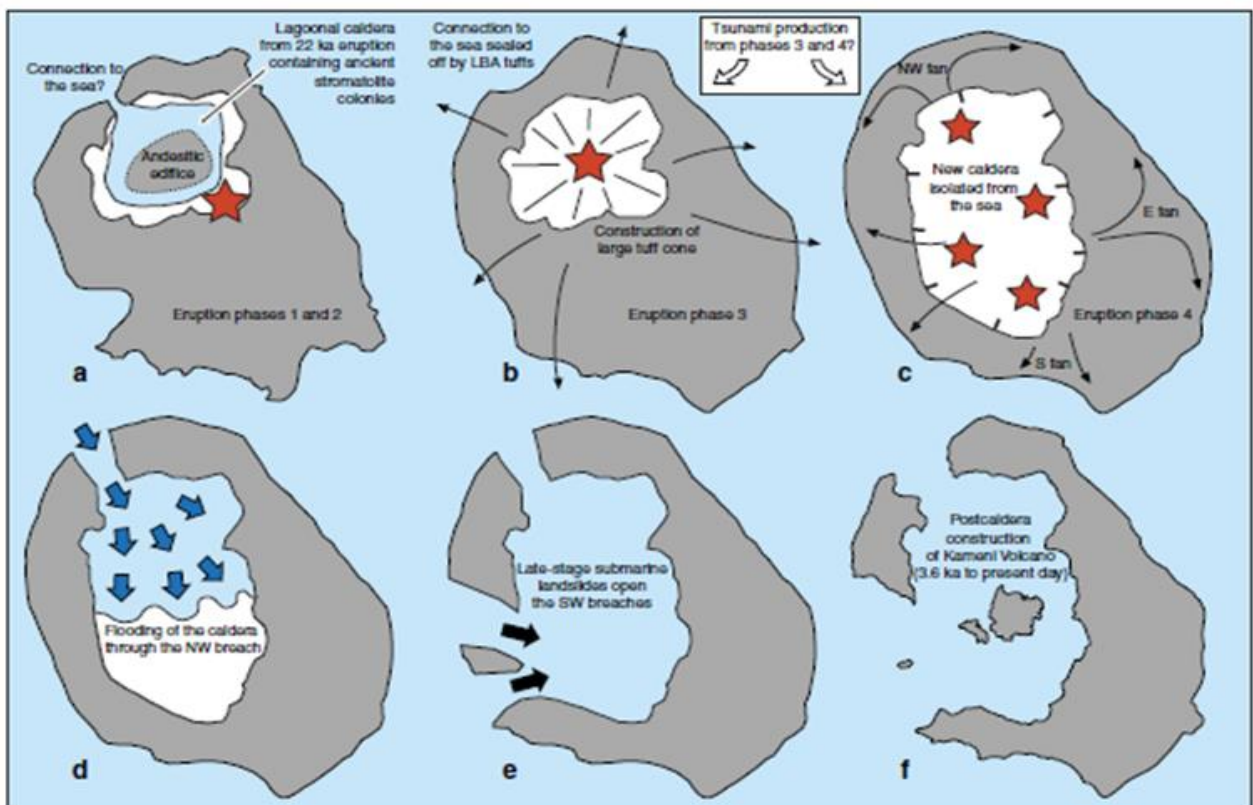 Connection to
the sea?
Lagoonal caldera
from 22 ka eruption
containing ancient
stromatolite
colonies
Andesitic
edifice
Eruption phases 1 and 2
a
Connection to
the sea sealed
off by LBA tuffs
Construction of
large tuff cone
Eruption phase 3
b
Tsunami production
from phases 3 and 4?
NW fan
New caldera
isolated from
the sea
E fan
Eruption phase 4
S fan
c
Flooding of the caldera
through the NW breach
d
Late-stage submarine
landslides open
the SW breaches
e
Postcaldera
construction
of Kameni Volcano
(3.6 ka to present day)
f